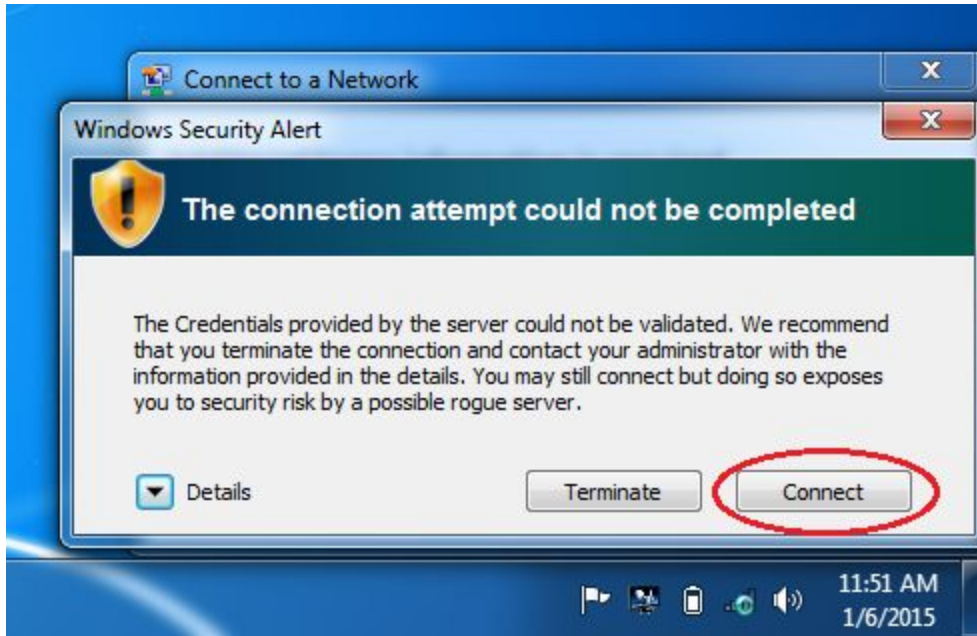 Connect to a Network
Windows Security Alert
The connection attempt could not be completed
The Credentials provided by the server could not be validated. We recommend
that you terminate the connection and contact your administrator with the
information provided in the details. You may still connect but doing so exposes
you to security risk by a possible rogue server.
Details
Terminate
Connect
11:51 AM
1/6/2015